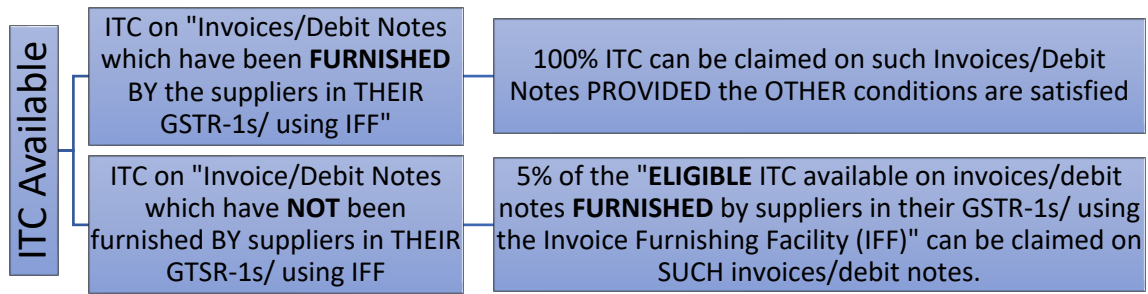 ITC Available
ITC on "Invoices/Debit Notes
which have been FURNISHED
BY the suppliers in THEIR
GSTR-1s/ using IFF"
100% ITC can be claimed on such Invoices/Debit
Notes PROVIDED the OTHER conditions are satisfied
ITC on "Invoice/Debit Notes
which have NOT been
furnished BY suppliers in THEIR
GTSR-1s/ using IFF
5% of the "ELIGIBLE ITC available on invoices/debit
notes FURNISHED by suppliers in their GSTR-1s/ using
the Invoice Furnishing Facility (IFF)" can be claimed on
SUCH invoices/debit notes.